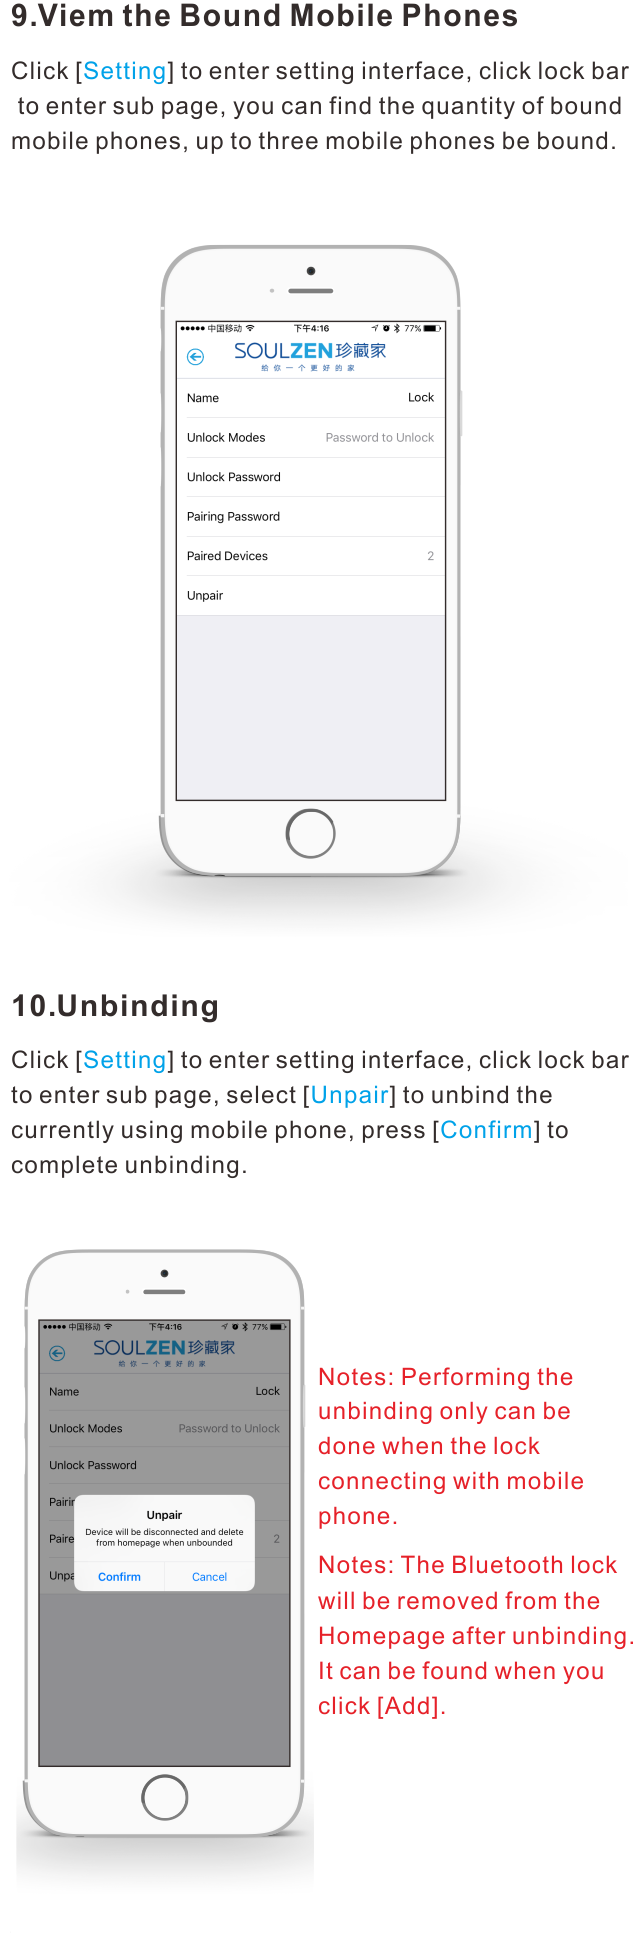 9.Viem the Bound Mobile Phones
Click [Setting] to enter setting interface, click lock bar
to enter sub page, you can find the quantity of bound
mobile phones, up to three mobile phones be bound.
中国移动 下午4:16 77%
SOULZEN珍藏家
给你一个更好的家
Name Lock
Unlock Modes Password to Unlock
Unlock Password
Pairing Password
Paired Devices 2
Unpair
10.Unbinding
Click [Setting] to enter setting interface, click lock bar
to enter sub page, select [Unpair] to unbind the
currently using mobile phone, press [Confirm] to
complete unbinding.
中国移动 下午4:16 77%
SOULZEN珍藏家
给你一个更好的家
Name Lock
Unlock Modes Password to Unlock
Unlock Password
Pairir
Paire 2
Unpa
Unpair
Device will be disconnected and delete
from homepage when unbounded
Confirm Cancel
Notes: Performing the
unbinding only can be
done when the lock
connecting with mobile
phone.
Notes: The Bluetooth lock
will be removed from the
Homepage after unbinding.
It can be found when you
click [Add].